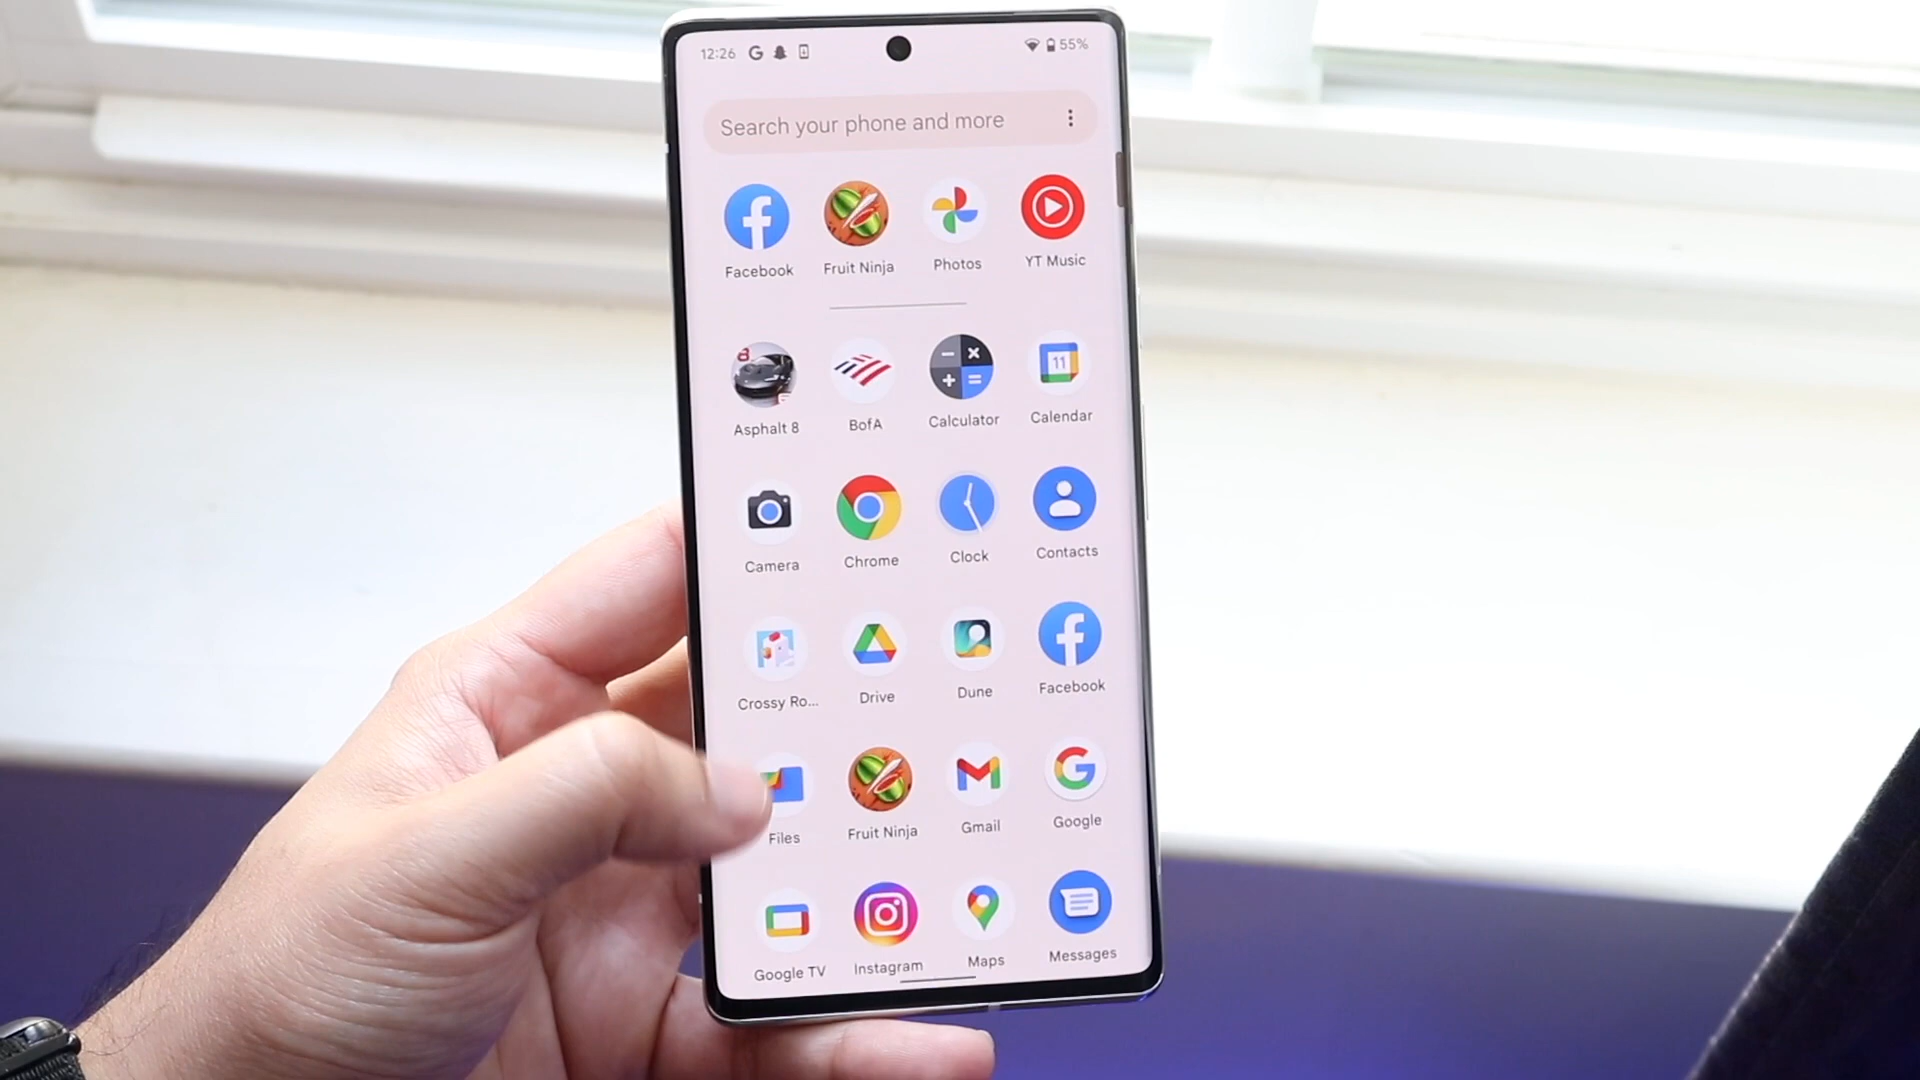 12:26 55%
Search your phone and more
Facebook Fruit Ninja Photos YT Music
8
11
Asphalt 8 BofA Calculator Calendar
Camera Chrome Clock Contacts
Crossy Ro... Drive Dune Facebook
Files Fruit Ninja Gmail Google
Google TV Instagram Maps Messages